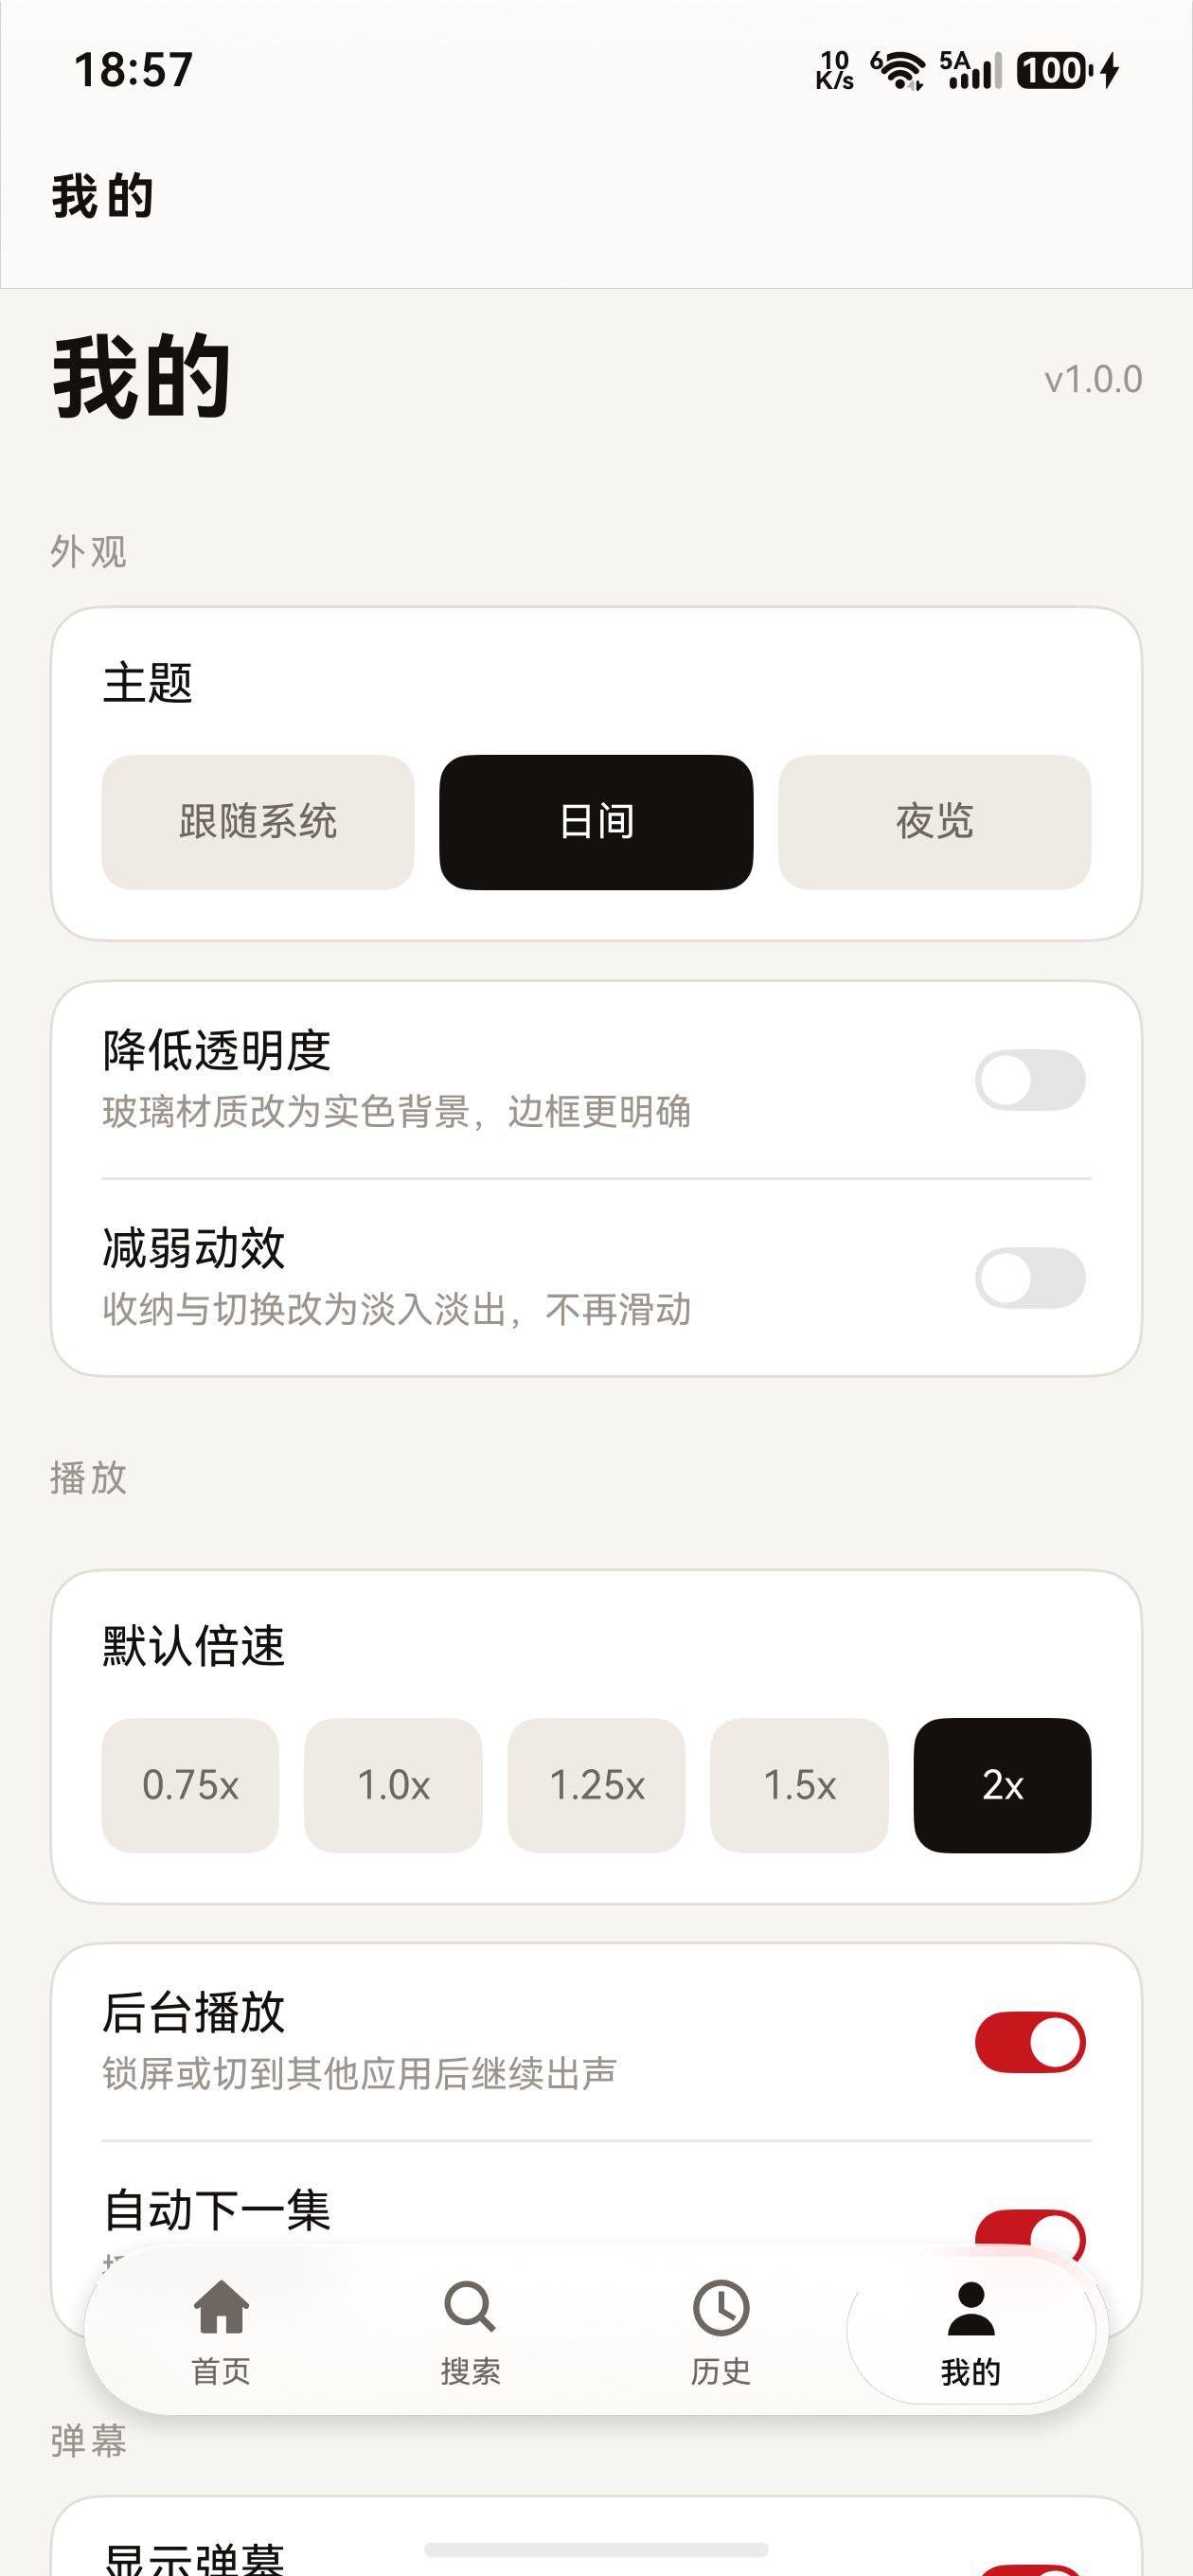 18:57
10
K/s
6
5A
100
我的
我的
v1.0.0
外观
主题
跟随系统
日间
夜览
降低透明度
玻璃材质改为实色背景，边框更明确
减弱动效
收纳与切换改为淡入淡出，不再滑动
播放
默认倍速
0.75x
1.0x
1.25x
1.5x
2x
后台播放
锁屏或切到其他应用后继续出声
自动下一集
首页
搜索
历史
我的
弹幕
显示弹幕